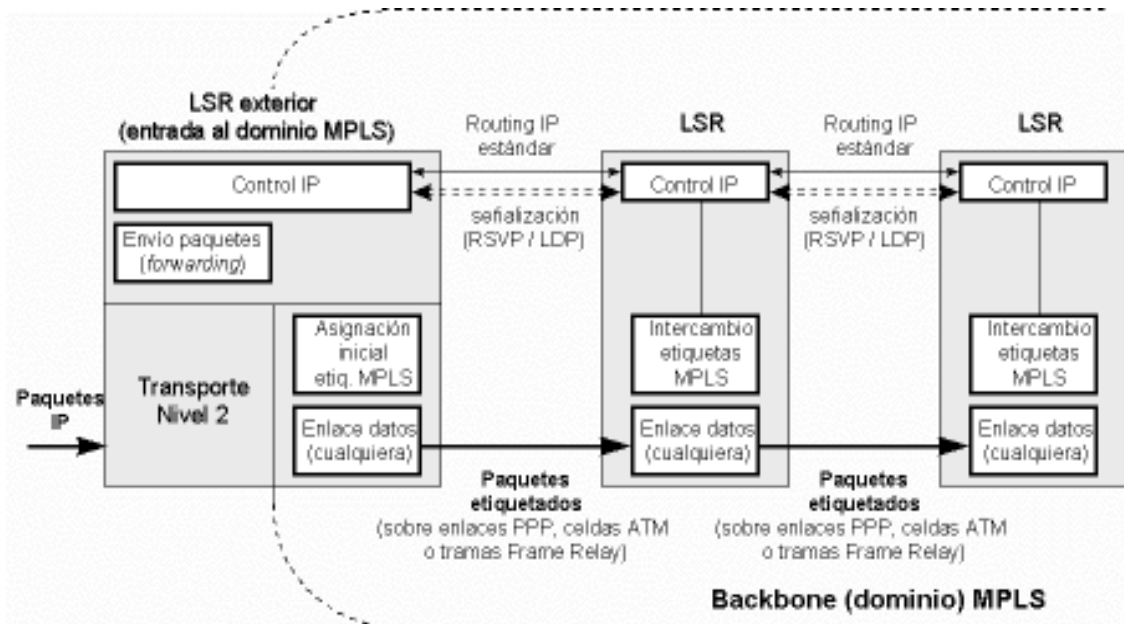 LSR exterior
(entrada al dominio MPLS)
Routing IP
estándar
LSR
Routing IP
estándar
LSR
Control IP
Control IP
Control IP
señalización
(RSVP / LDP)
señalización
(RSVP / LDP)
Envío paquetes
(forwarding)
Asignación
inicial
etiq. MPLS
Intercambio
etiquetas
MPLS
Intercambio
etiquetas
MPLS
Transporte
Nivel 2
Paquetes
IP
Enlace datos
(cualquiera)
Enlace datos
(cualquiera)
Enlace datos
(cualquiera)
Paquetes
etiquetados
(sobre enlaces PPP, celdas ATM
o tramas Frame Relay)
Paquetes
etiquetados
(sobre enlaces PPP, celdas ATM
o tramas Frame Relay)
Backbone (dominio) MPLS